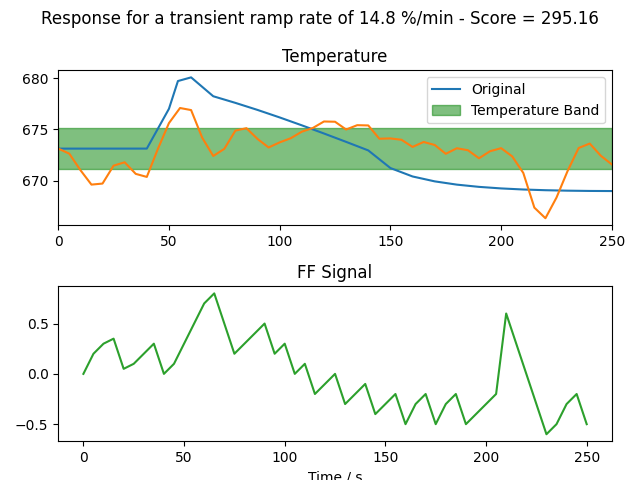 Response for a transient ramp rate of 14.8 %/min - Score = 295.16
Temperature
680
675
670
Original
Temperature Band
0 50 100 150 200 250
FF Signal
0.5
0.0
−0.5
0 50 100 150 200 250
Time / s